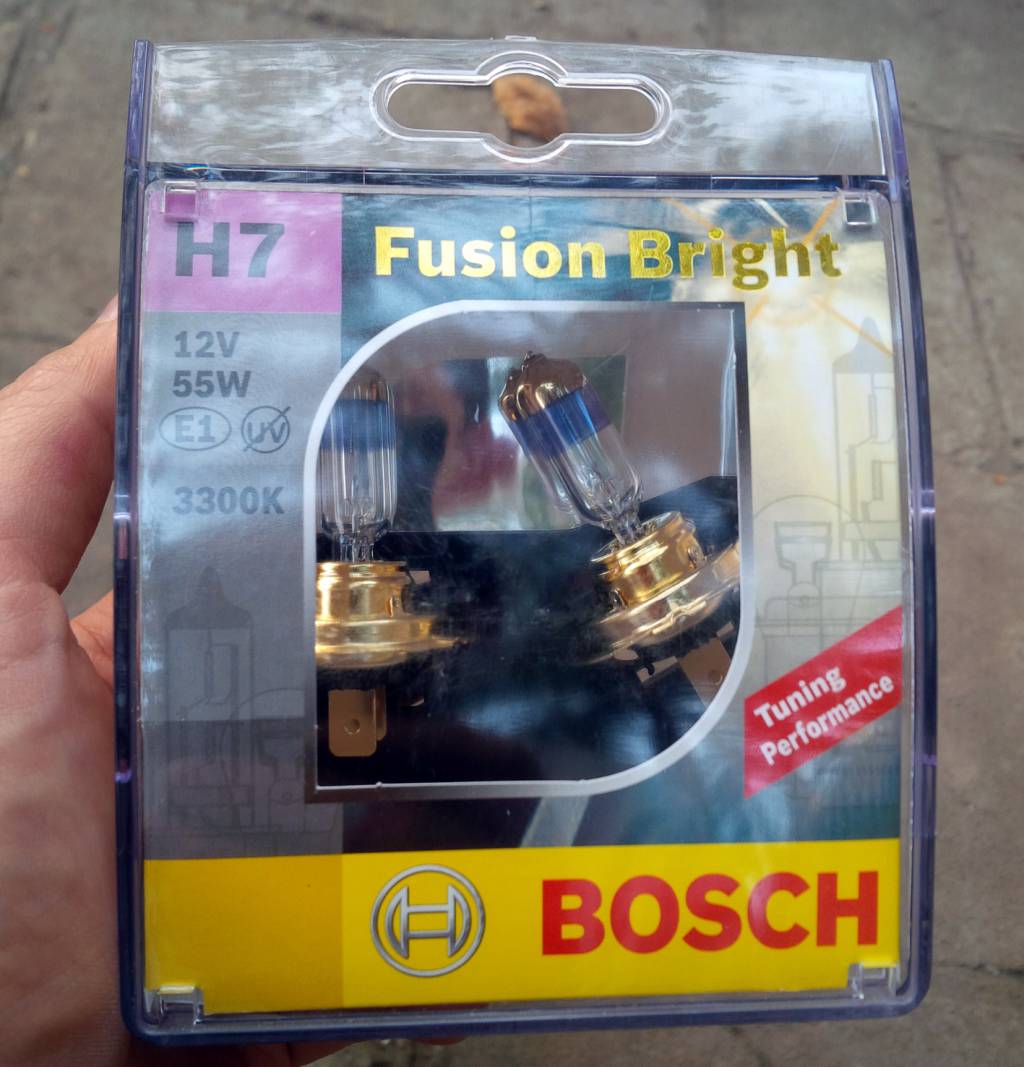 H7
Fusion Bright
12V
55W
E1 UV
3300K
Tuning
Performance
BOSCH